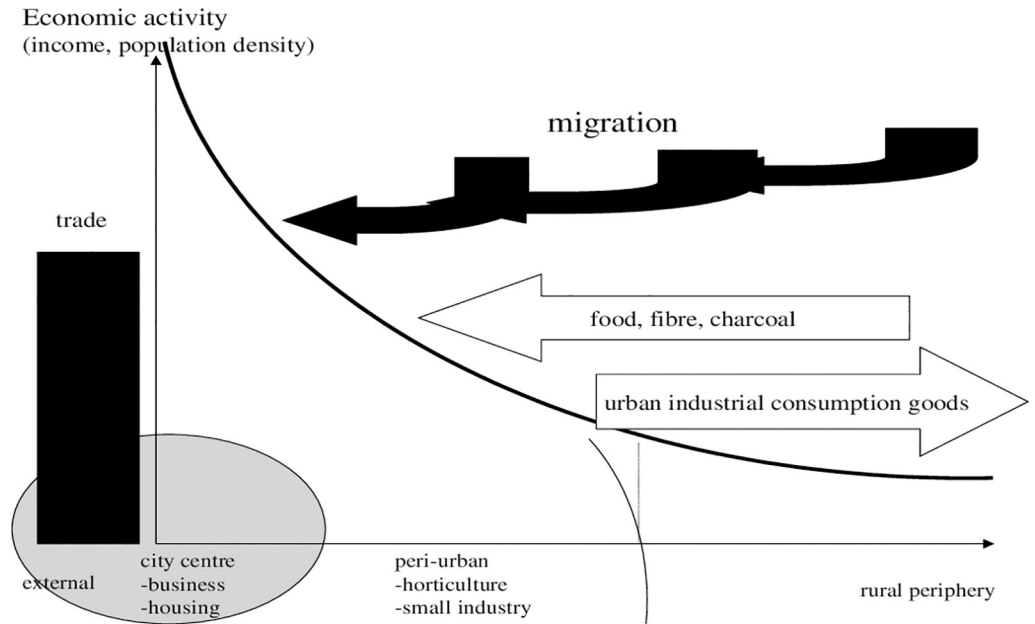 Economic activity
(income, population density)
migration
trade
food, fibre, charcoal
urban industrial consumption goods
external
city centre
-business
-housing
peri-urban
-horticulture
-small industry
rural periphery